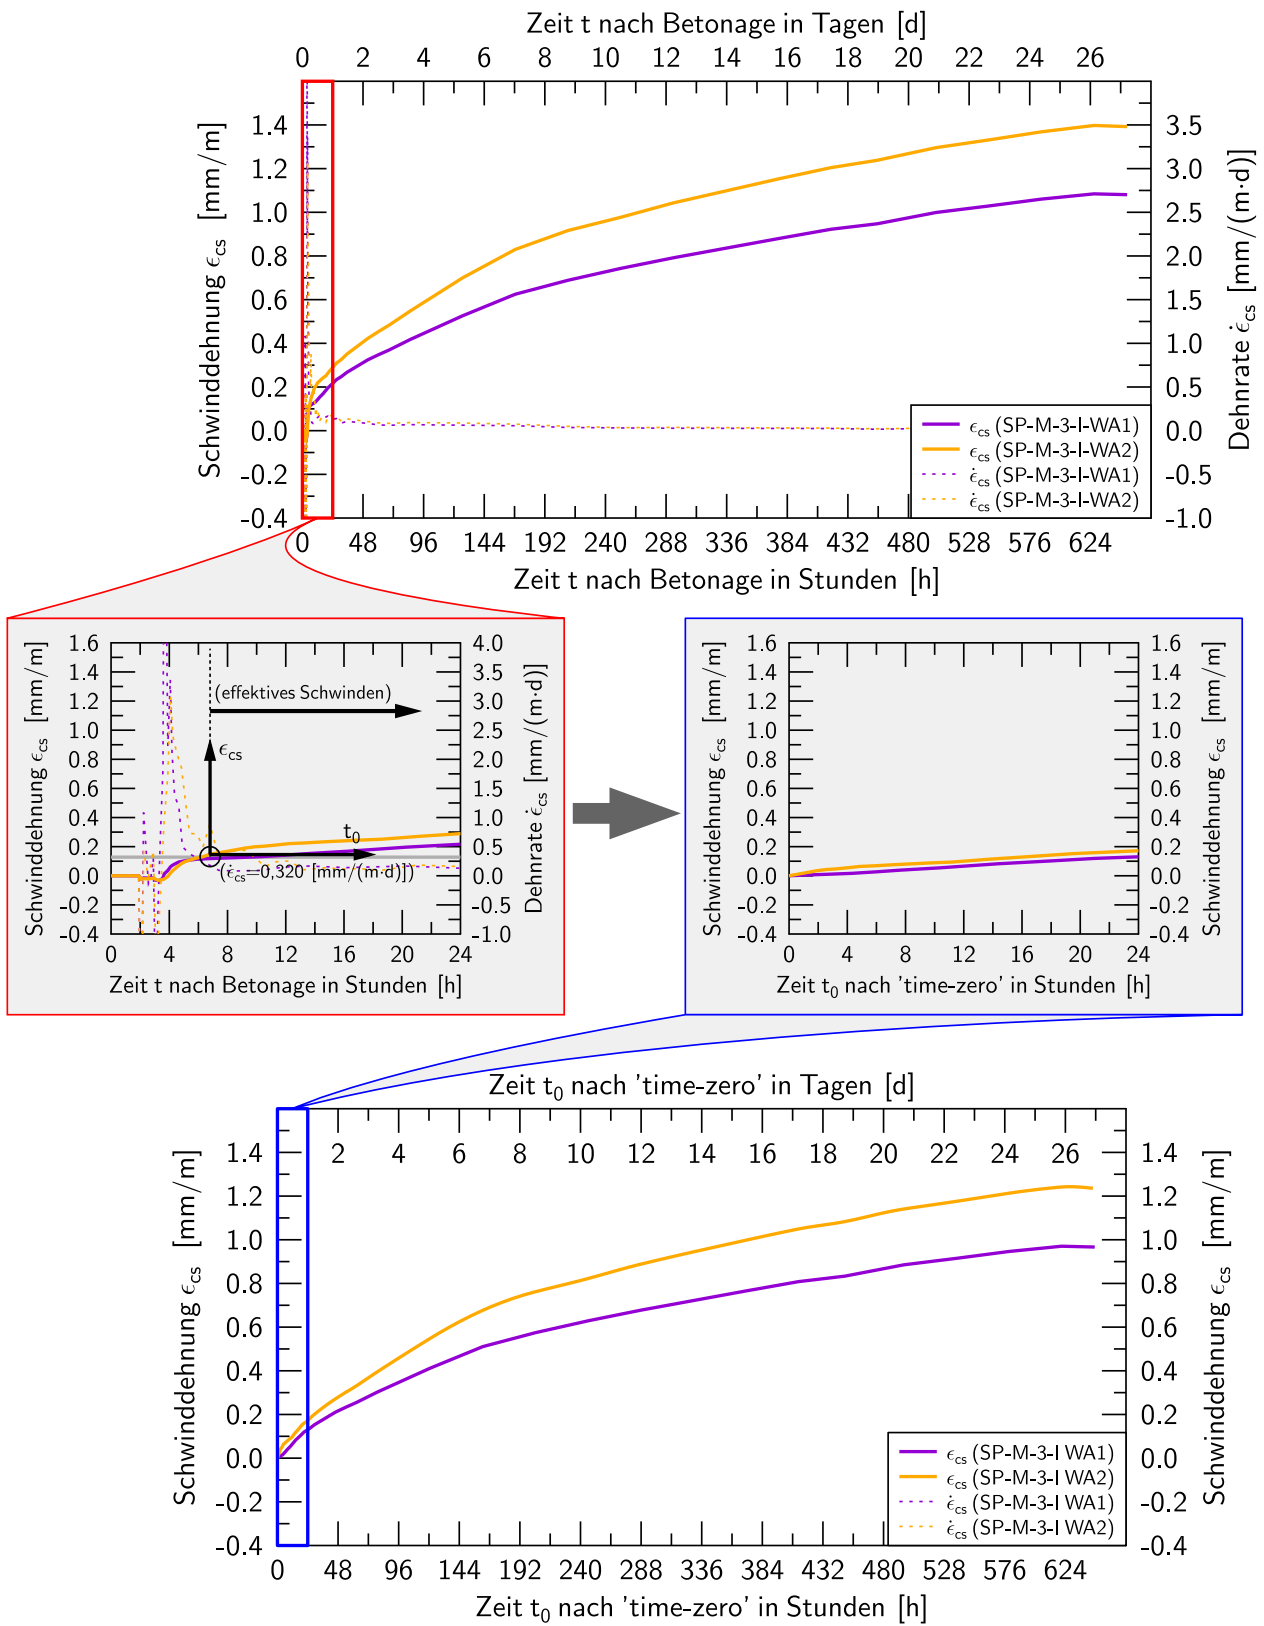 Zeit t nach Betonage in Tagen [d]
0 2 4 6 8 10 12 14 16 18 20 22 24 26
Schwinddehnung ϵcs [mm/m]
1.4
1.2
1.0
0.8
0.6
0.4
0.2
0.0
-0.2
-0.4
3.5
3.0
2.5
2.0
1.5
1.0
0.5
0.0
-0.5
-1.0
Dehnrate ϵ̇cs [mm/(m·d)]
ϵcs (SP-M-3-I-WA1)
ϵcs (SP-M-3-I-WA2)
ϵ̇cs (SP-M-3-I-WA1)
ϵ̇cs (SP-M-3-I-WA2)
0 48 96 144 192 240 288 336 384 432 480 528 576 624
Zeit t nach Betonage in Stunden [h]
Schwinddehnung ϵcs [mm/m]
1.6
1.4
1.2
1.0
0.8
0.6
0.4
0.2
0.0
-0.2
-0.4
(effektives Schwinden)
ϵcs
t0
(ϵ̇cs=0,320 [mm/(m·d)])
4.0
3.5
3.0
2.5
2.0
1.5
1.0
0.5
0.0
-0.5
-1.0
Dehnrate ϵ̇cs [mm/(m·d)]
0 4 8 12 16 20 24
Zeit t nach Betonage in Stunden [h]
Schwinddehnung ϵcs [mm/m]
1.6
1.4
1.2
1.0
0.8
0.6
0.4
0.2
0.0
-0.2
-0.4
1.6
1.4
1.2
1.0
0.8
0.6
0.4
0.2
0.0
-0.2
-0.4
Schwinddehnung ϵcs [mm/m]
0 4 8 12 16 20 24
Zeit t0 nach 'time-zero' in Stunden [h]
Zeit t0 nach 'time-zero' in Tagen [d]
2 4 6 8 10 12 14 16 18 20 22 24 26
Schwinddehnung ϵcs [mm/m]
1.4
1.2
1.0
0.8
0.6
0.4
0.2
0.0
-0.2
-0.4
1.4
1.2
1.0
0.8
0.6
0.4
0.2
0.0
-0.2
-0.4
Schwinddehnung ϵcs [mm/m]
ϵcs (SP-M-3-I WA1)
ϵcs (SP-M-3-I WA2)
ϵ̇cs (SP-M-3-I WA1)
ϵ̇cs (SP-M-3-I WA2)
0 48 96 144 192 240 288 336 384 432 480 528 576 624
Zeit t0 nach 'time-zero' in Stunden [h]